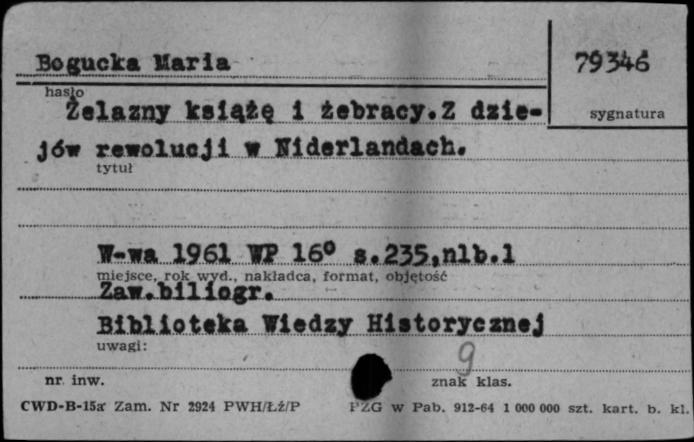 Bogucka Maria
79346
hasło
sygnatura
Żelazny książę i żebracy.Z dzie-
jów rewolucji w Niderlandach.
tytuł
W-wa 1961 WP 16° s.235,nlb.1
miejsce, rok wyd., nakładca, format, objętość
Zaw.biliogr.
Biblioteka Wiedzy Historycznej
uwagi:
9
nr inw.
znak klas.
CWD-B-15a Zam. Nr 2924 PWH/Łź/P
PZG w Pab. 912-64 1 000 000 szt. kart. b. kl.